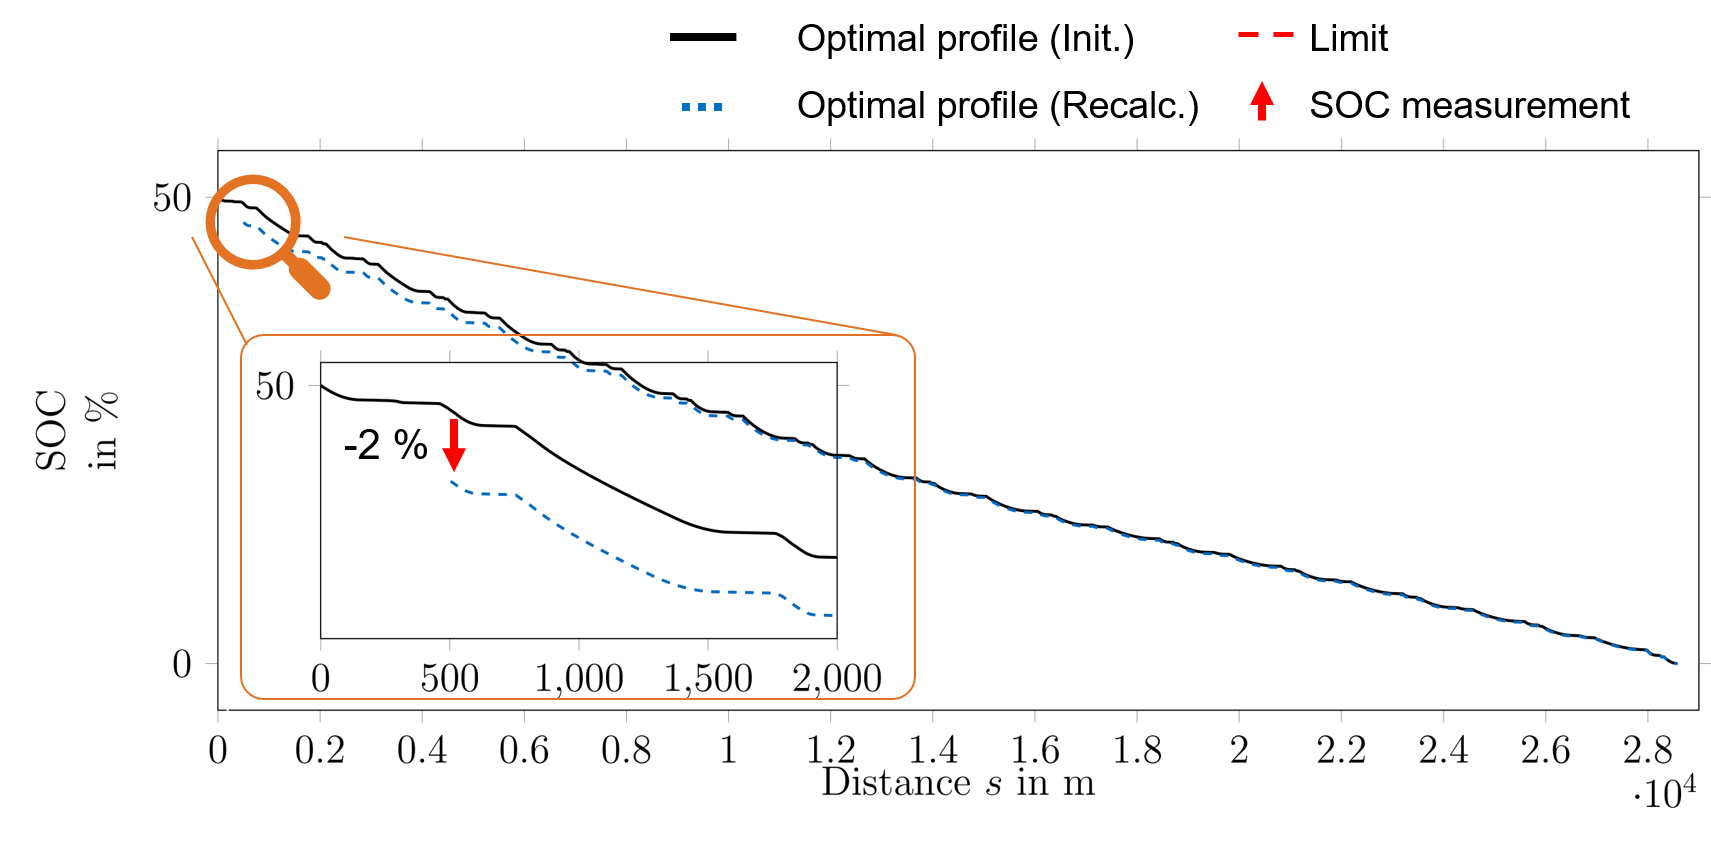 Optimal profile (Init.)
Limit
Optimal profile (Recalc.)
SOC measurement
50
0
SOC
in %
50
-2 %
0 500 1,000 1,500 2,000
0 0.2 0.4 0.6 0.8 1 1.2 1.4 1.6 1.8 2 2.2 2.4 2.6 2.8
Distance s in m
·10⁴